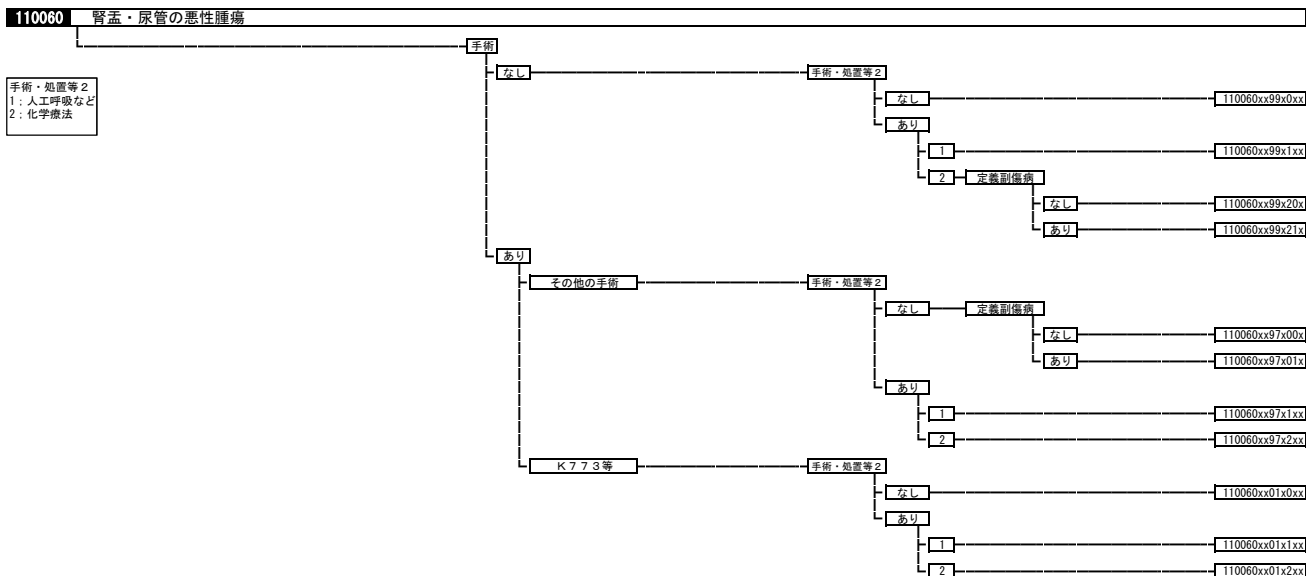 110060 腎盂・尿管の悪性腫瘍
手術
手術・処置等2
1：人工呼吸など
2：化学療法
なし 手術・処置等2
なし 110060xx99x0xx
あり
1 110060xx99x1xx
2 定義副傷病
なし 110060xx99x20x
あり 110060xx99x21x
あり
その他の手術 手術・処置等2
なし 定義副傷病
なし 110060xx97x00x
あり 110060xx97x01x
あり
1 110060xx97x1xx
2 110060xx97x2xx
K773等 手術・処置等2
なし 110060xx01x0xx
あり
1 110060xx01x1xx
2 110060xx01x2xx